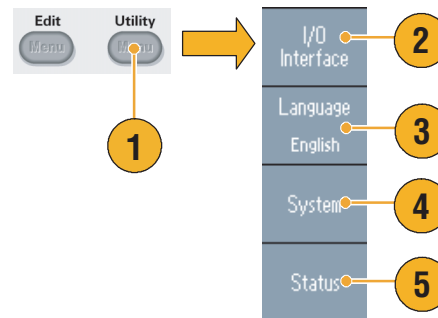 Edit
Utility
Menu
Menu
1
I/O
Interface
2
Language
English
3
System
4
Status
5